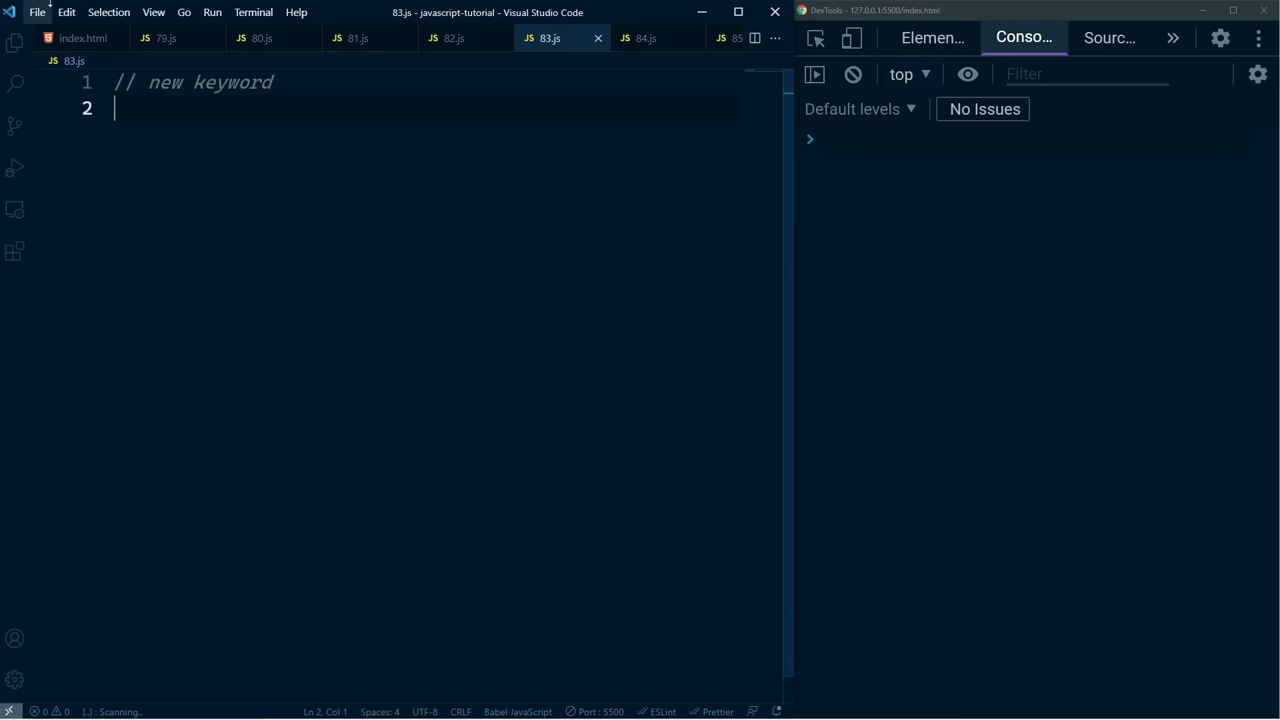 File Edit Selection View Go Run Terminal Help
83.js - javascript-tutorial - Visual Studio Code
index.html JS 79.js JS 80.js JS 81.js JS 82.js JS 83.js JS 84.js JS 85
JS 83.js
1 // new keyword
2
Ln 2, Col 1 Spaces: 4 UTF-8 CRLF Babel JavaScript Port : 5500 ESLint Prettier
0 0 {..} : Scanning..
DevTools - 127.0.0.1:5500/index.html
Elemen... Conso... Sourc...
top Filter
Default levels No Issues